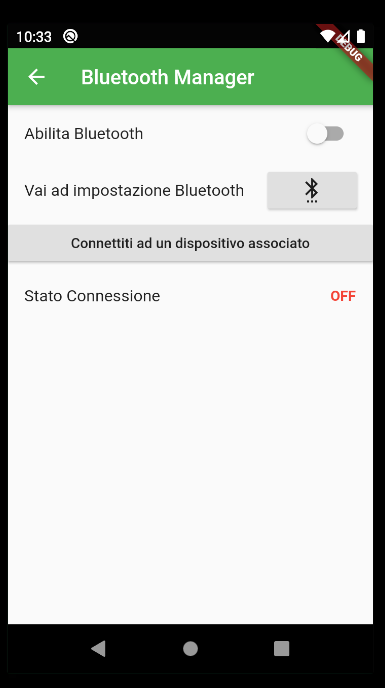 10:33
DEBUG
Bluetooth Manager
Abilita Bluetooth
Vai ad impostazione Bluetooth
Connettiti ad un dispositivo associato
Stato Connessione OFF